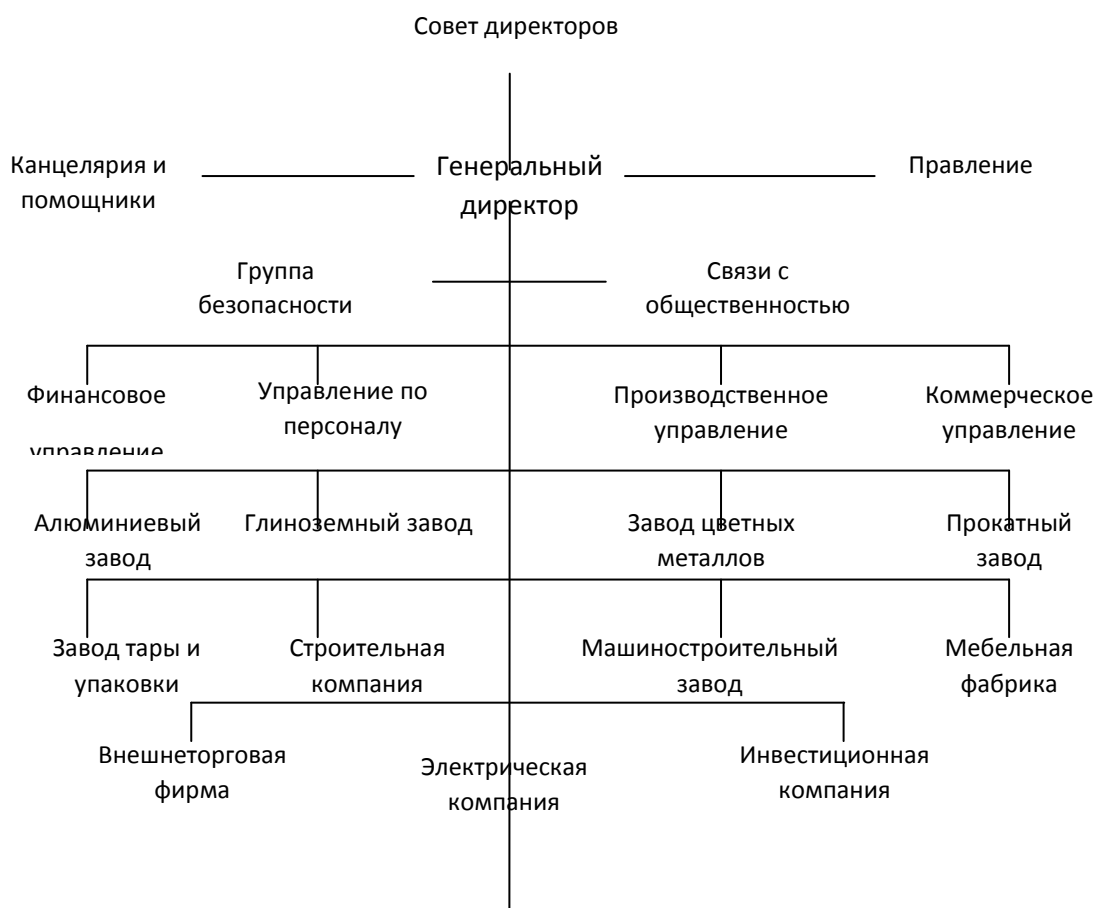 Совет директоров
Канцелярия и
помощники
Генеральный
директор
Правление
Группа
безопасности
Связи с
общественностью
Финансовое
управление
Управление по
персоналу
Производственное
управление
Коммерческое
управление
Алюминиевый
завод
Глиноземный завод
Завод цветных
металлов
Прокатный
завод
Завод тары и
упаковки
Строительная
компания
Машиностроительный
завод
Мебельная
фабрика
Внешнеторговая
фирма
Электрическая
компания
Инвестиционная
компания